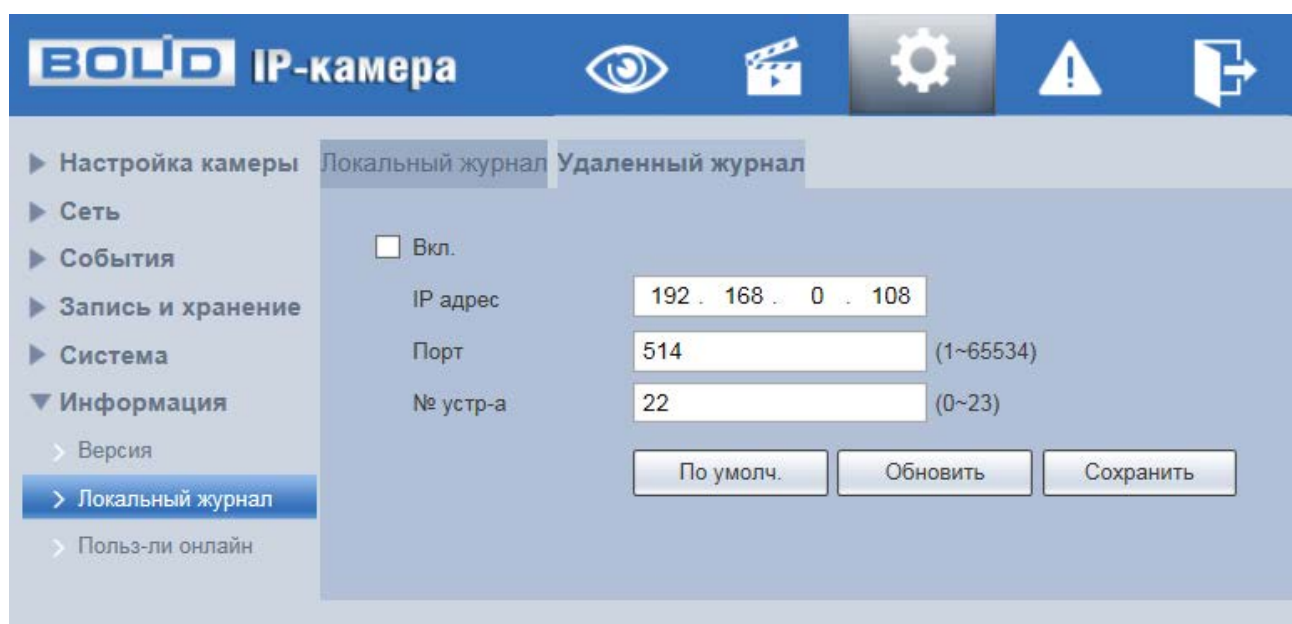 BOLID IP-камера
Настройка камеры
Сеть
События
Запись и хранение
Система
Информация
Версия
Локальный журнал
Польз-ли онлайн
Локальный журнал Удаленный журнал
Вкл.
IP адрес 192 . 168 . 0 . 108
Порт 514 (1~65534)
№ устр-а 22 (0~23)
По умолч. Обновить Сохранить